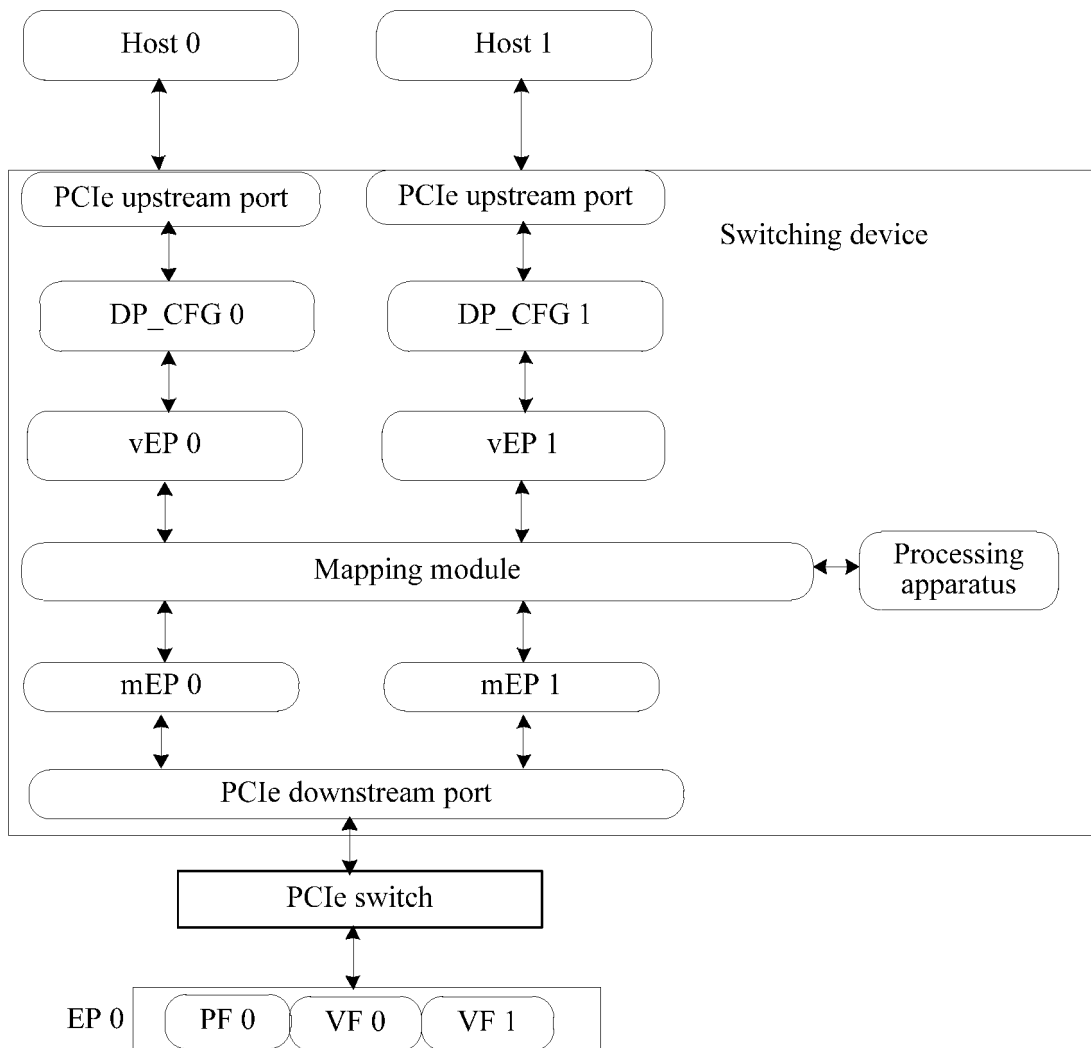 Host 0
Host 1
PCIe upstream port
PCIe upstream port
Switching device
DP_CFG 0
DP_CFG 1
vEP 0
vEP 1
Mapping module
Processing
apparatus
mEP 0
mEP 1
PCIe downstream port
PCIe switch
EP 0
PF 0
VF 0
VF 1